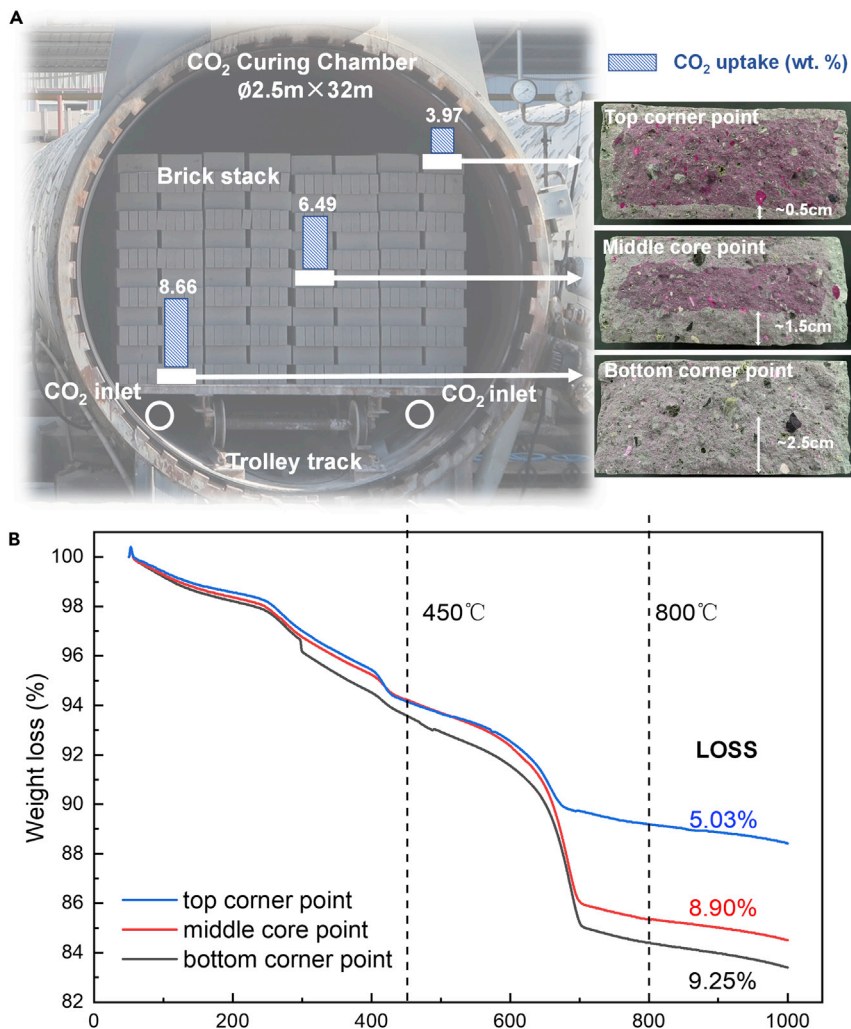 A
CO₂ Curing Chamber
Ø2.5m×32m
CO₂ uptake (wt. %)
3.97
Top corner point
Brick stack
~0.5cm
6.49
Middle core point
8.66
~1.5cm
Bottom corner point
CO₂ inlet
CO₂ inlet
~2.5cm
Trolley track
B
100
98
450℃
800℃
96
94
92
LOSS
90
5.03%
88
top corner point
8.90%
86
middle core point
84
bottom corner point
9.25%
82
Weight loss (%)
0 200 400 600 800 1000